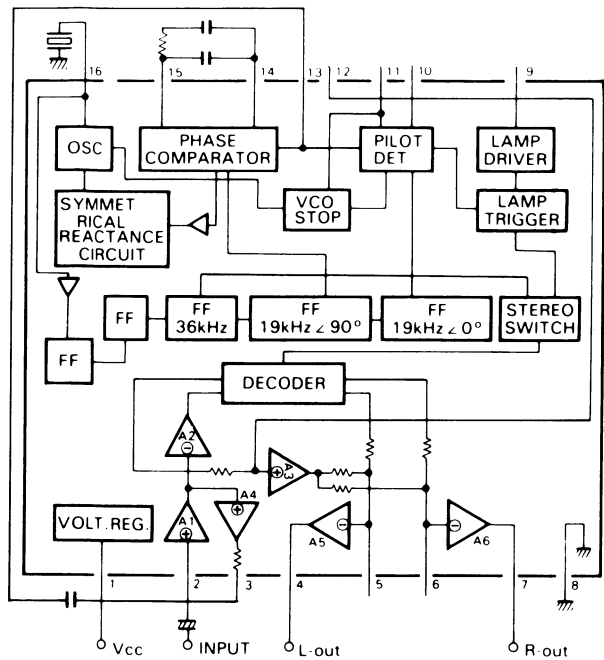 16 15 14 13 12 11 10 9
OSC
PHASE
COMPARATOR
PILOT
DET
LAMP
DRIVER
SYMMET
RICAL
REACTANCE
CIRCUIT
VCO
STOP
LAMP
TRIGGER
FF
FF
36kHz
FF
19kHz∠90°
FF
19kHz∠0°
STEREO
SWITCH
FF
DECODER
A2
⊖
⊕
A3
VOLT.REG.
A1
⊕
A4
⊕
A5
⊖
⊖
A6
1 2 3 4 5 6 7 8
Vcc
INPUT
L-out
R-out